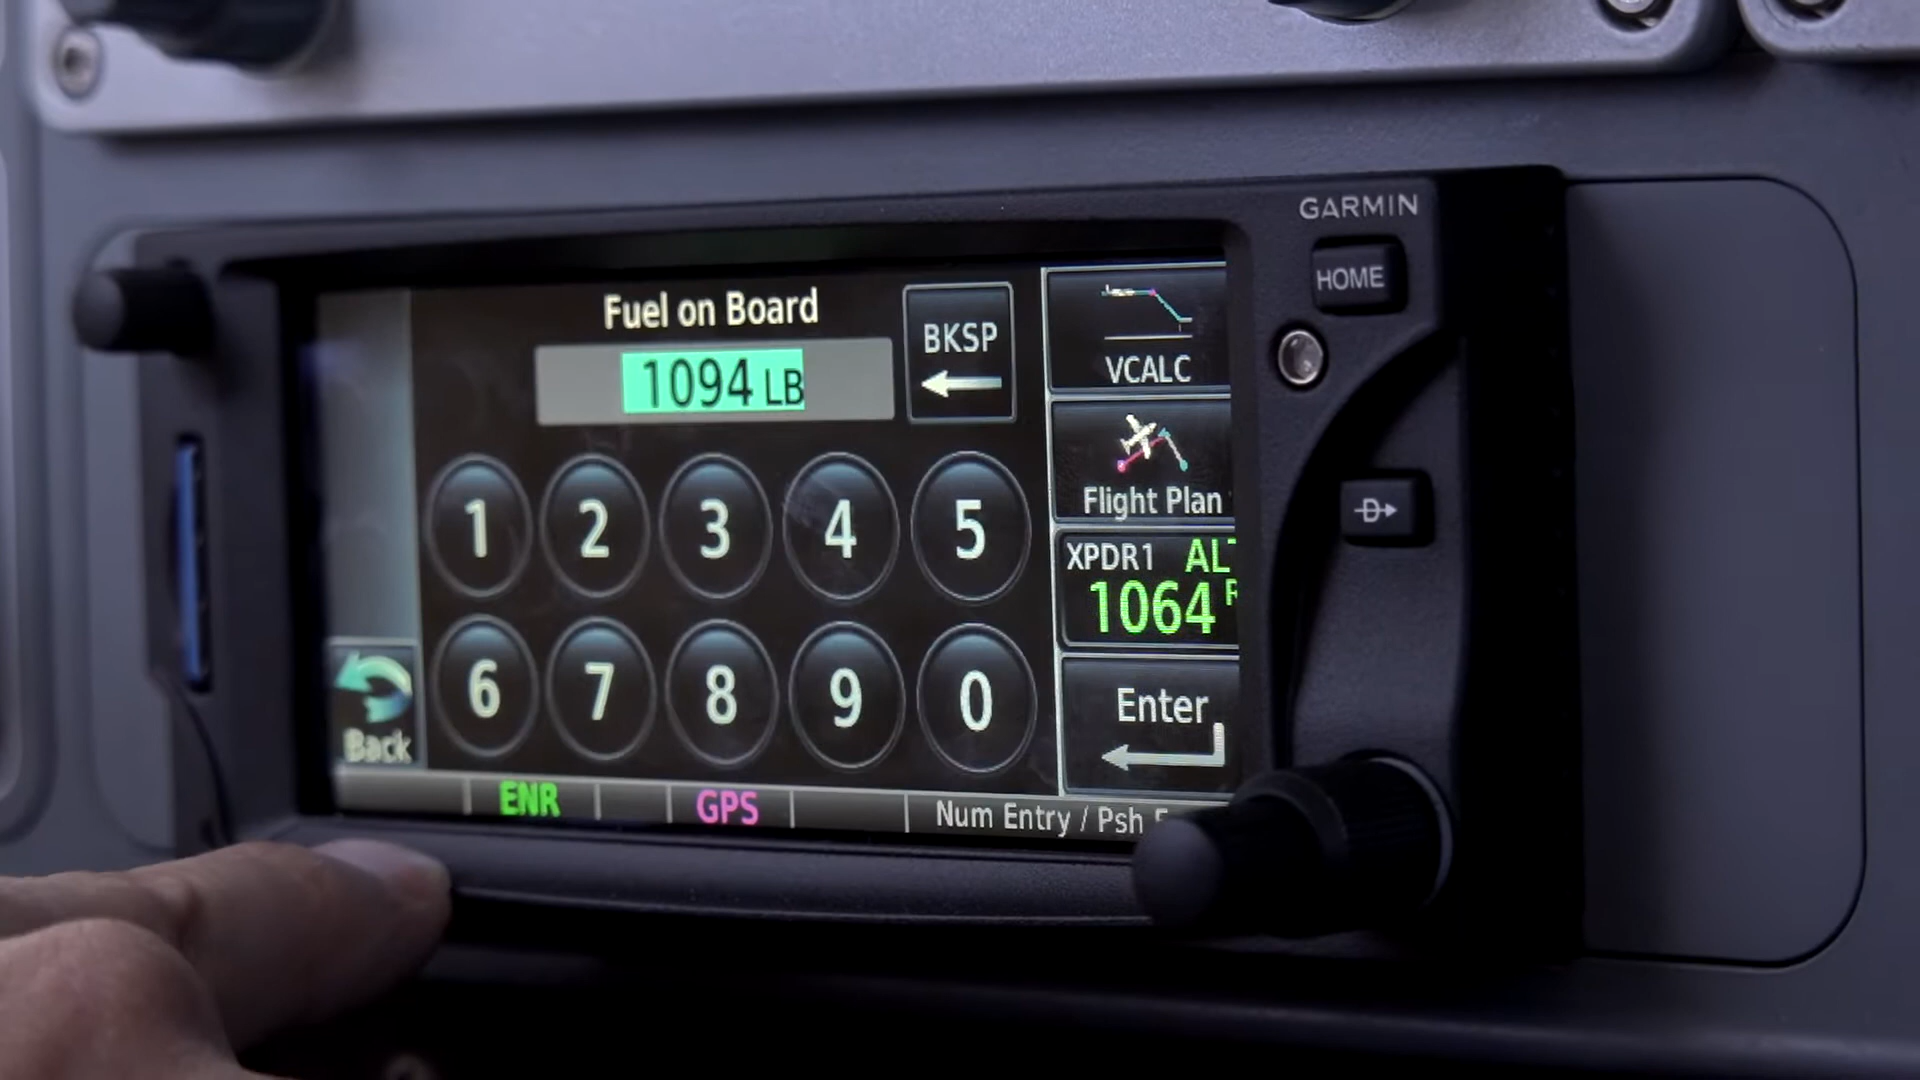 GARMIN
HOME
Fuel on Board
1094 LB
BKSP
VCALC
1 2 3 4 5
Flight Plan
XPDR1 ALT
1064 R
6 7 8 9 0
Enter
Back
ENR GPS Num Entry / Psh